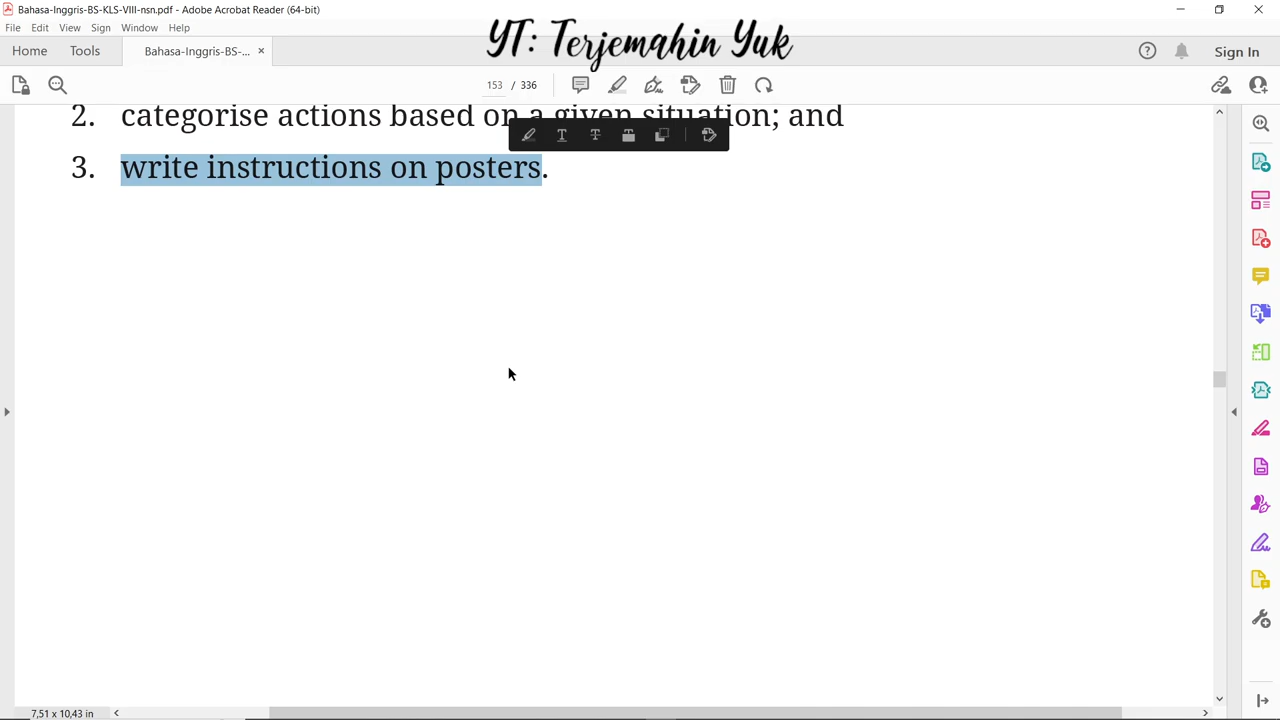 Bahasa-Inggris-BS-KLS-VIII-nsn.pdf - Adobe Acrobat Reader (64-bit)
File Edit View Sign Window Help
YT: Terjemahin Yuk
Home Tools Bahasa-Inggris-BS-... × Sign In
153 / 336
2. categorise actions based on a given situation; and
3. write instructions on posters.
7,51 x 10,43 in